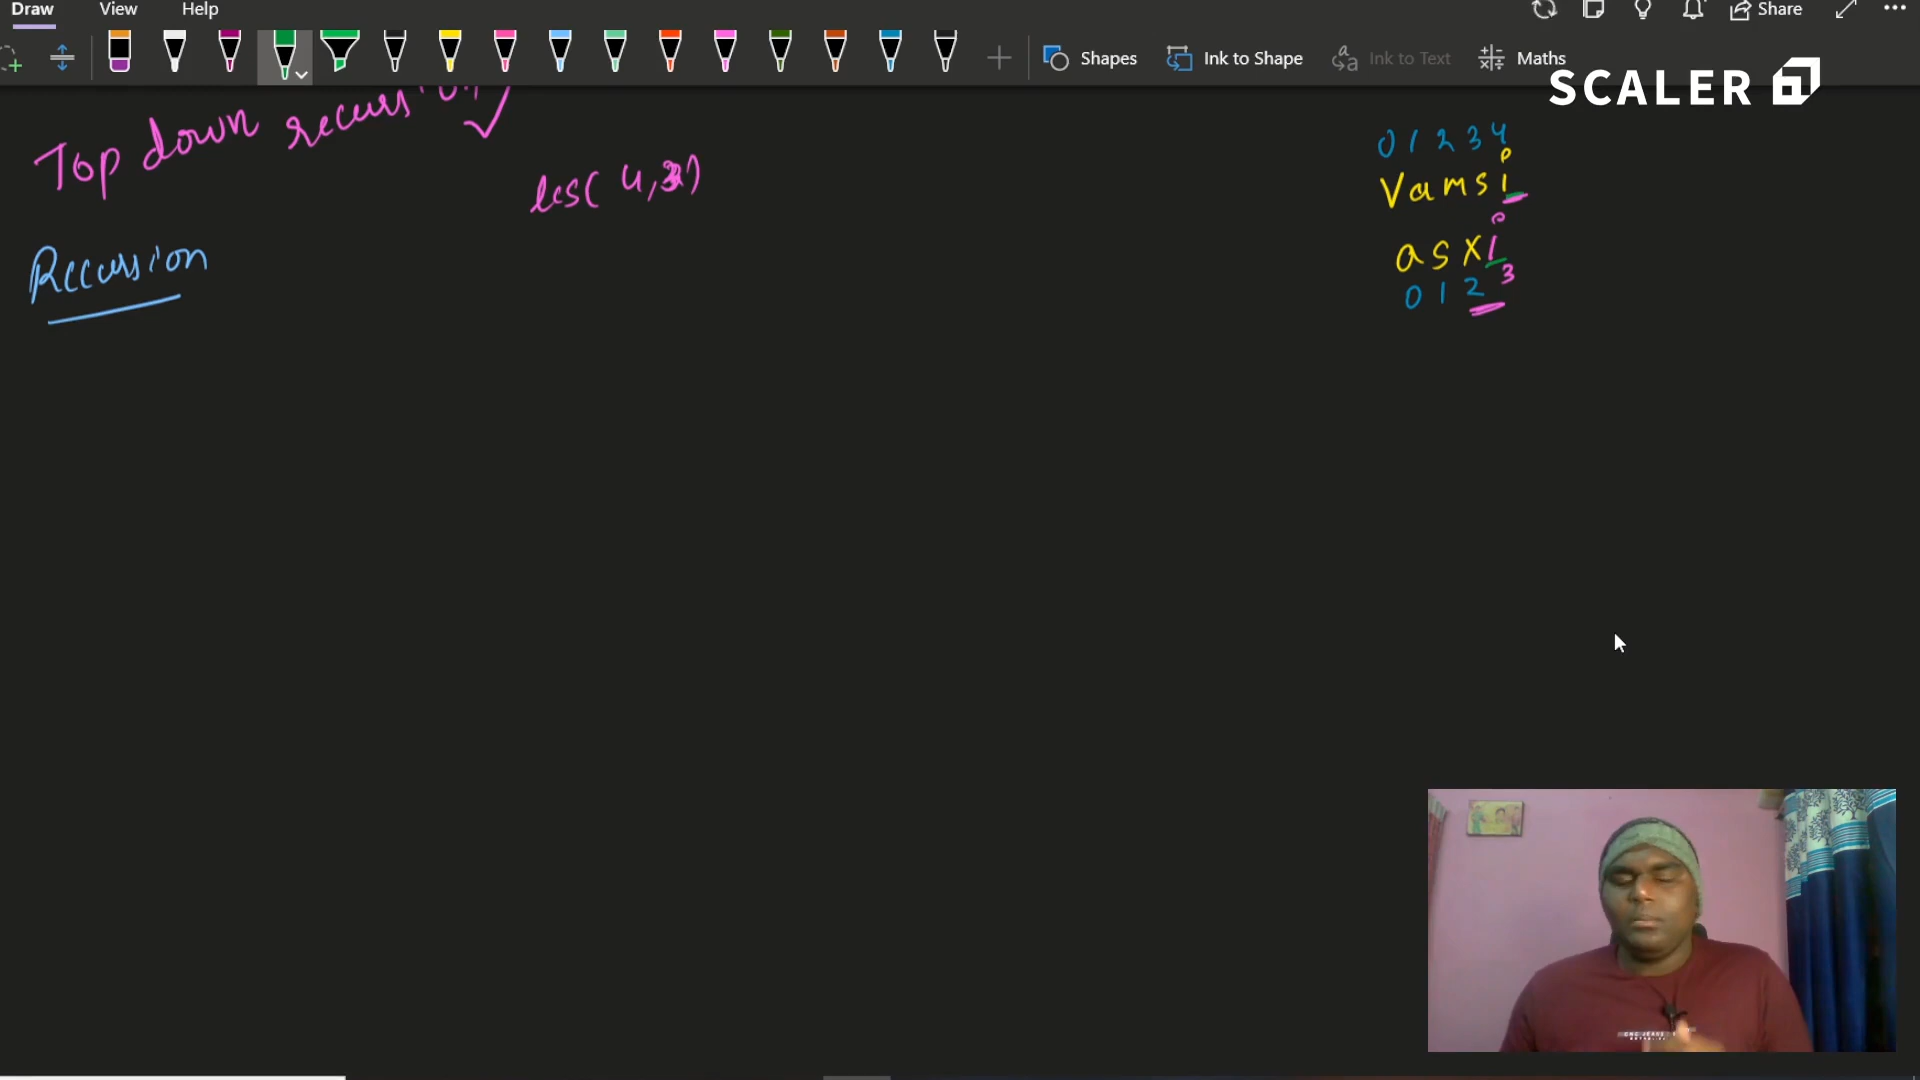 Draw View Help Share
Shapes Ink to Shape Ink to Text Maths
SCALER
Top down recursion
lcs( 4,3)
Recursion
0 1 2 3 4
Vamsi
asxi
0 1 2 3